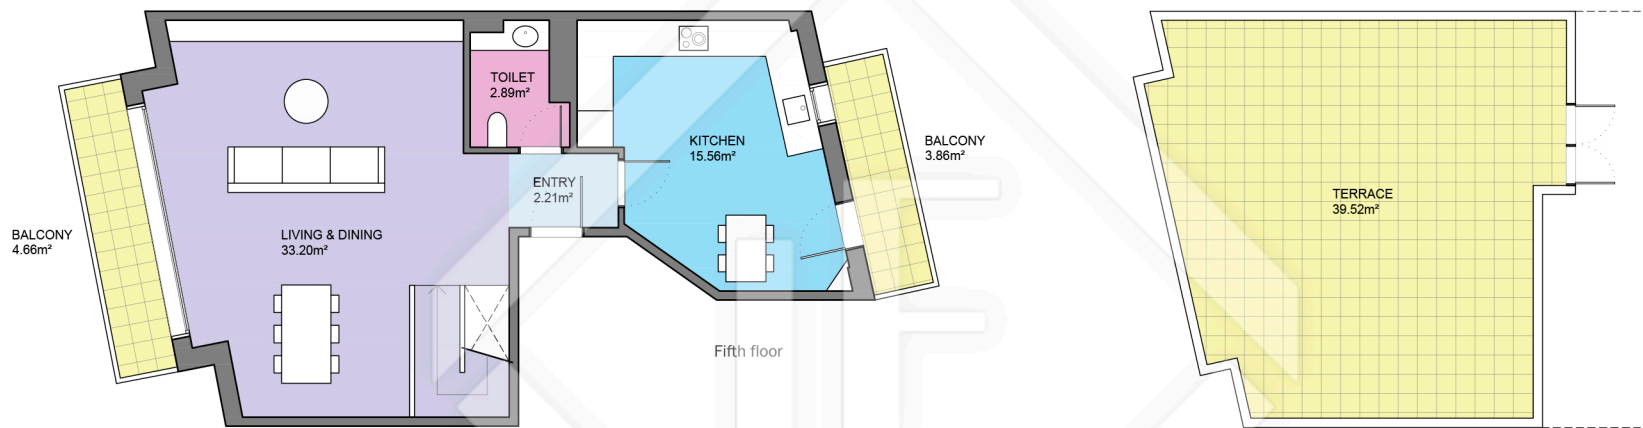 TOILET
2.89m²
KITCHEN
15.56m²
BALCONY
3.86m²
ENTRY
2.21m²
TERRACE
39.52m²
BALCONY
4.66m²
LIVING & DINING
33.20m²
Fifth floor